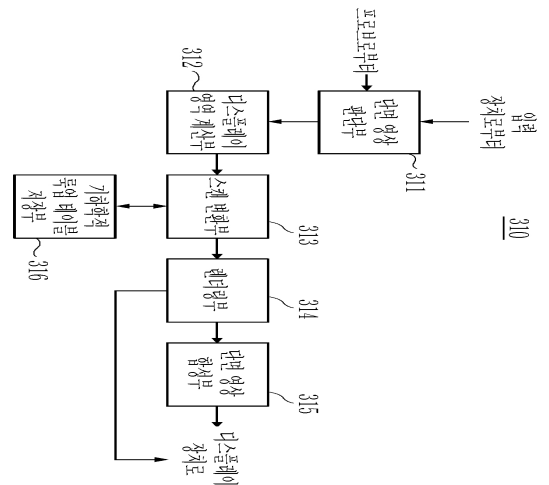 310
입력
장치로부터
311
단면 영상
판단부
프로브로부터
313
314
315
디스플레이
영역 계산부
312
스캔 변환부
렌더링부
단면 영상
합성부
디스플레이
장치로
기하학적
룩업 테이블
저장부
316